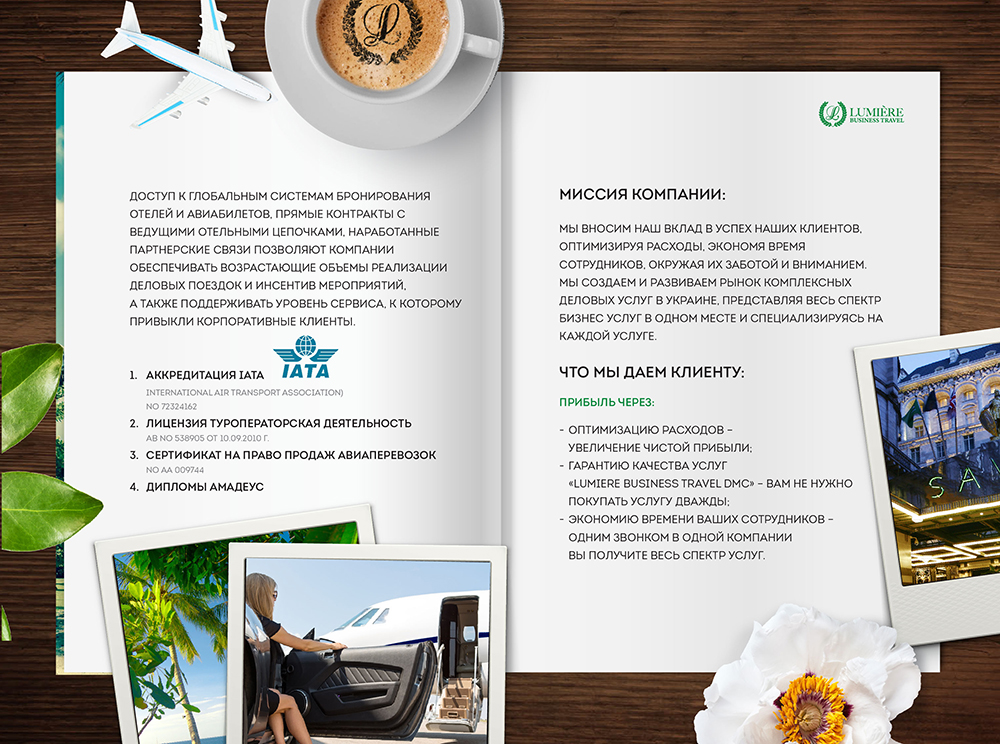 ДОСТУП К ГЛОБАЛЬНЫМ СИСТЕМАМ БРОНИРОВАНИЯ
ОТЕЛЕЙ И АВИАБИЛЕТОВ, ПРЯМЫЕ КОНТРАКТЫ С
ВЕДУЩИМИ ОТЕЛЬНЫМИ ЦЕПОЧКАМИ, НАРАБОТАННЫЕ
ПАРТНЕРСКИЕ СВЯЗИ ПОЗВОЛЯЮТ КОМПАНИИ
ОБЕСПЕЧИВАТЬ ВОЗРАСТАЮЩИЕ ОБЪЕМЫ РЕАЛИЗАЦИИ
ДЕЛОВЫХ ПОЕЗДОК И ИНСЕНТИВ МЕРОПРИЯТИЙ,
А ТАКЖЕ ПОДДЕРЖИВАТЬ УРОВЕНЬ СЕРВИСА, К КОТОРОМУ
ПРИВЫКЛИ КОРПОРАТИВНЫЕ КЛИЕНТЫ.
IATA
1. АККРЕДИТАЦИЯ IATA
INTERNATIONAL AIR TRANSPORT ASSOCIATION)
NO 72324162
2. ЛИЦЕНЗИЯ ТУРОПЕРАТОРСКАЯ ДЕЯТЕЛЬНОСТЬ
АВ NO 538905 ОТ 10.09.2010 Г.
3. СЕРТИФИКАТ НА ПРАВО ПРОДАЖ АВИАПЕРЕВОЗОК
NO АА 009744
4. ДИПЛОМЫ АМАДЕУС
L
L
LUMIÈRE
BUSINESS TRAVEL
МИССИЯ КОМПАНИИ:
МЫ ВНОСИМ НАШ ВКЛАД В УСПЕХ НАШИХ КЛИЕНТОВ,
ОПТИМИЗИРУЯ РАСХОДЫ, ЭКОНОМЯ ВРЕМЯ
СОТРУДНИКОВ, ОКРУЖАЯ ИХ ЗАБОТОЙ И ВНИМАНИЕМ.
МЫ СОЗДАЕМ И РАЗВИВАЕМ РЫНОК КОМПЛЕКСНЫХ
ДЕЛОВЫХ УСЛУГ В УКРАИНЕ, ПРЕДСТАВЛЯЯ ВЕСЬ СПЕКТР
БИЗНЕС УСЛУГ В ОДНОМ МЕСТЕ И СПЕЦИАЛИЗИРУЯСЬ НА
КАЖДОЙ УСЛУГЕ.
ЧТО МЫ ДАЕМ КЛИЕНТУ:
ПРИБЫЛЬ ЧЕРЕЗ:
- ОПТИМИЗАЦИЮ РАСХОДОВ –
УВЕЛИЧЕНИЕ ЧИСТОЙ ПРИБЫЛИ;
- ГАРАНТИЮ КАЧЕСТВА УСЛУГ
«LUMIERE BUSINESS TRAVEL DMC» – ВАМ НЕ НУЖНО
ПОКУПАТЬ УСЛУГУ ДВАЖДЫ;
- ЭКОНОМИЮ ВРЕМЕНИ ВАШИХ СОТРУДНИКОВ –
ОДНИМ ЗВОНКОМ В ОДНОЙ КОМПАНИИ
ВЫ ПОЛУЧИТЕ ВЕСЬ СПЕКТР УСЛУГ.